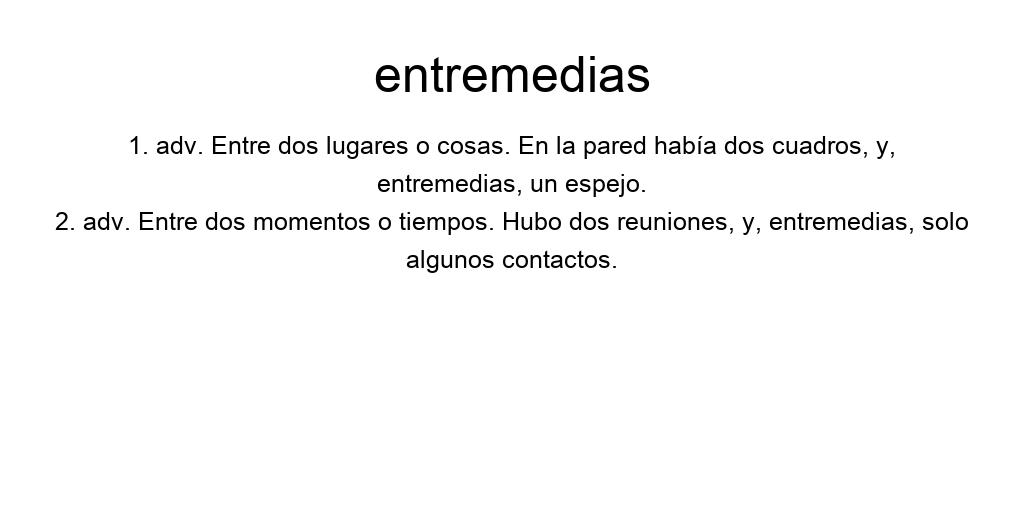 entremedias
1. adv. Entre dos lugares o cosas. En la pared había dos cuadros, y,
entremedias, un espejo.
2. adv. Entre dos momentos o tiempos. Hubo dos reuniones, y, entremedias, solo
algunos contactos.